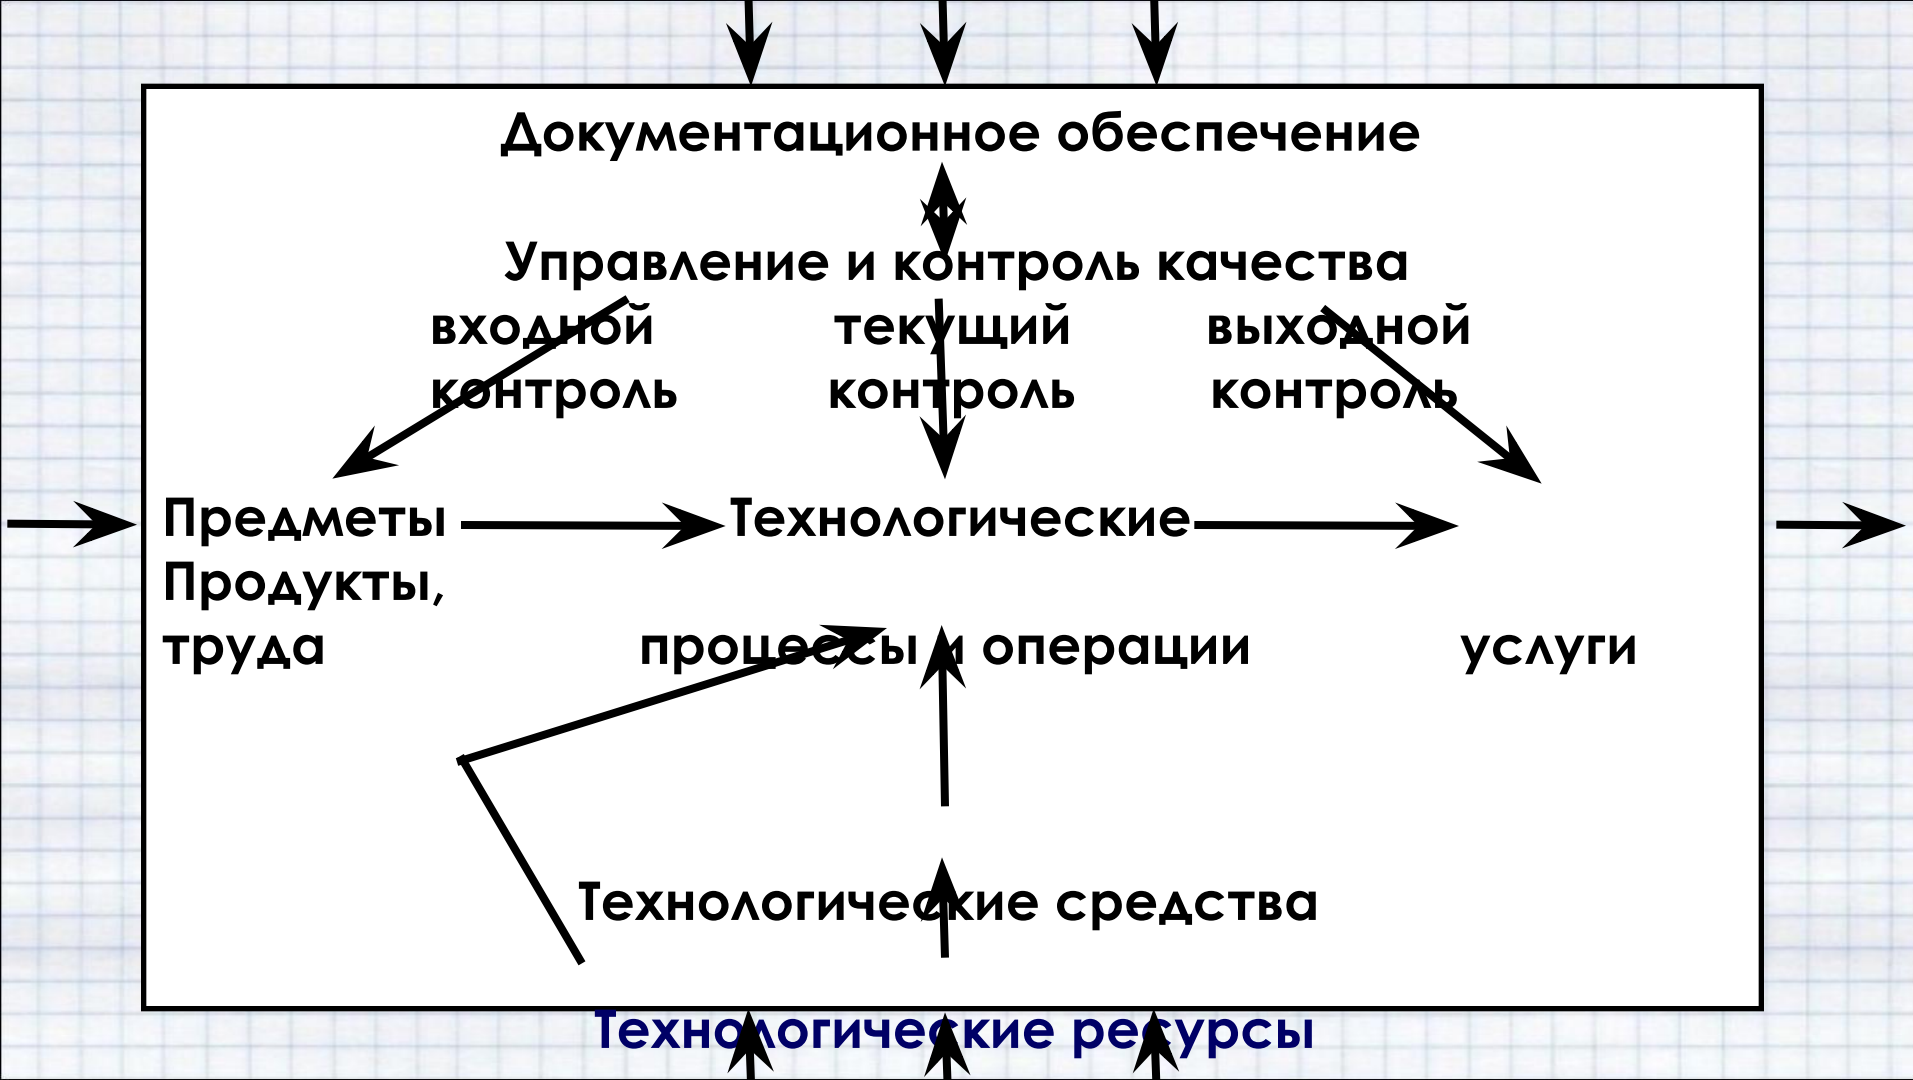 Документационное обеспечение
Управление и контроль качества
входной текущий выходной
контроль контроль контроль
Предметы Технологические
Продукты,
труда процессы и операции услуги
Технологические средства
Технологические ресурсы